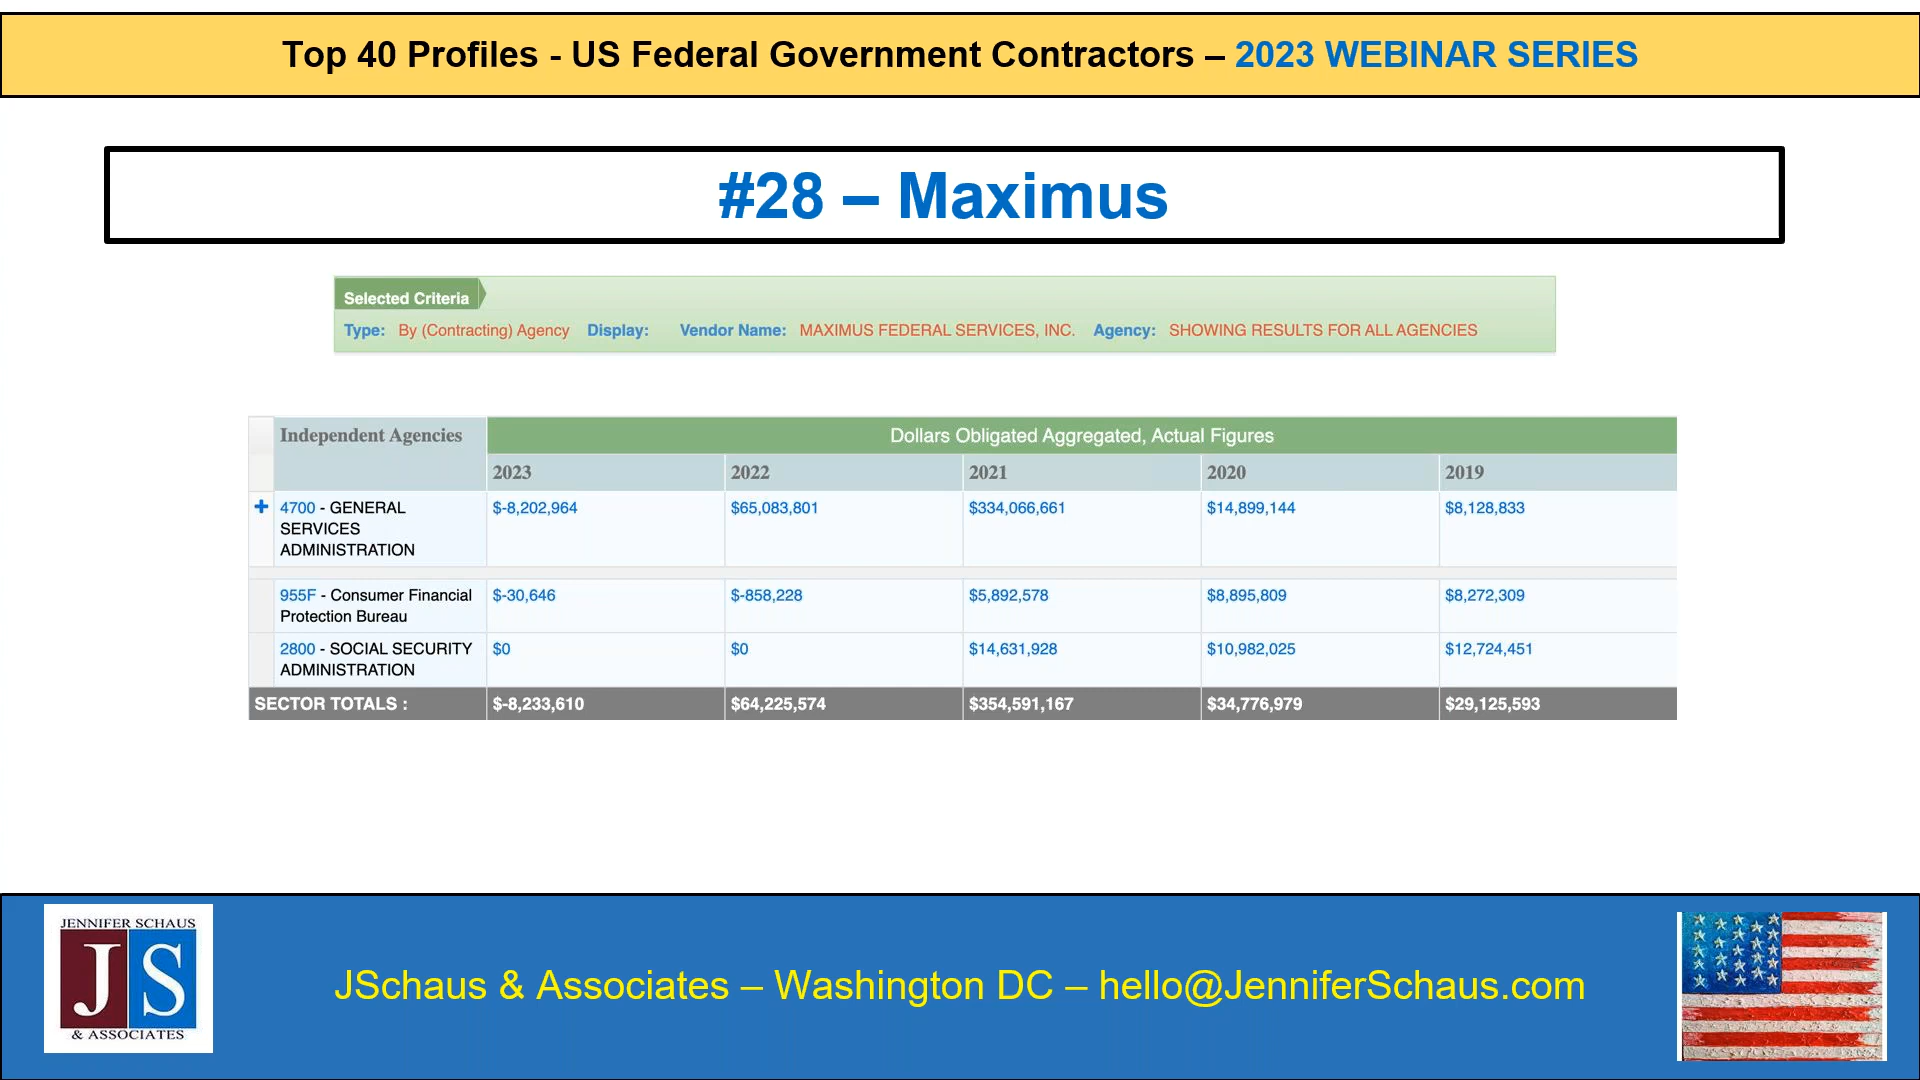 Top 40 Profiles - US Federal Government Contractors – 2023 WEBINAR SERIES
#28 – Maximus
Selected Criteria
Type: By (Contracting) Agency Display: Vendor Name: MAXIMUS FEDERAL SERVICES, INC. Agency: SHOWING RESULTS FOR ALL AGENCIES
Independent Agencies Dollars Obligated Aggregated, Actual Figures
2023 2022 2021 2020 2019
+ 4700 - GENERAL $-8,202,964 $65,083,801 $334,066,661 $14,899,144 $8,128,833
SERVICES
ADMINISTRATION
955F - Consumer Financial $-30,646 $-858,228 $5,892,578 $8,895,809 $8,272,309
Protection Bureau
2800 - SOCIAL SECURITY $0 $0 $14,631,928 $10,982,025 $12,724,451
ADMINISTRATION
SECTOR TOTALS : $-8,233,610 $64,225,574 $354,591,167 $34,776,979 $29,125,593
JENNIFER SCHAUS
JS
& ASSOCIATES
JSchaus & Associates – Washington DC – hello@JenniferSchaus.com